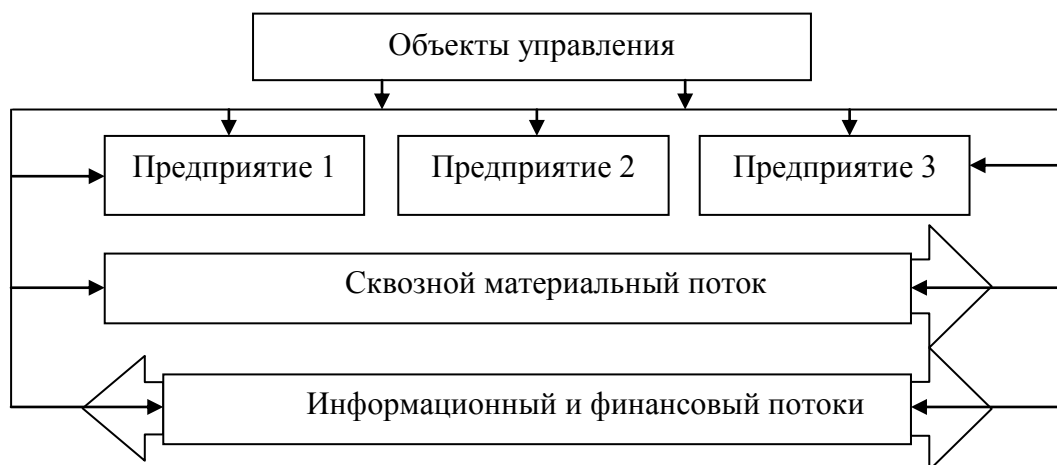 Объекты управления
Предприятие 1
Предприятие 2
Предприятие 3
Сквозной материальный поток
Информационный и финансовый потоки